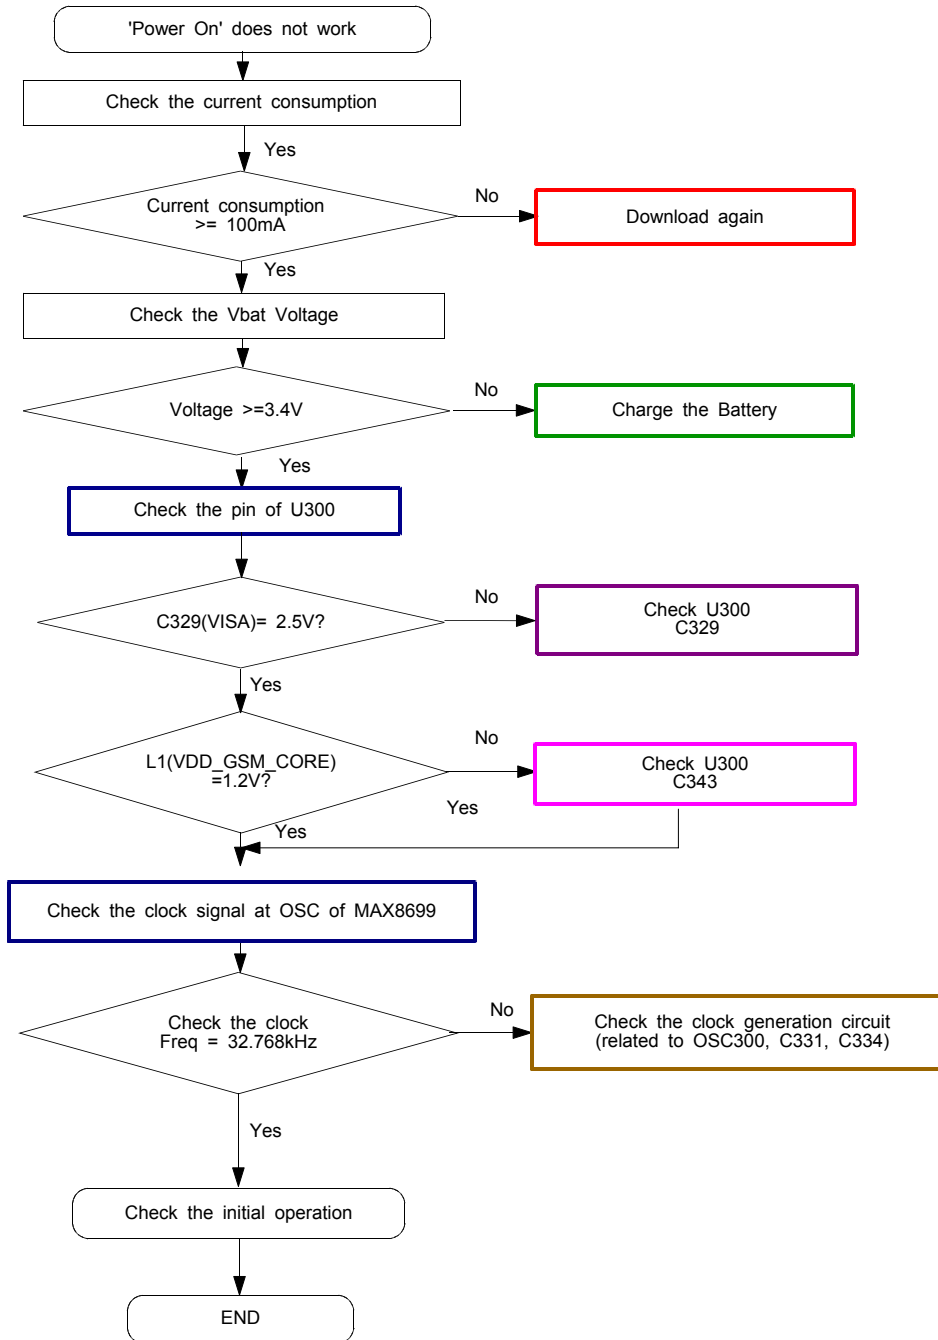 'Power On' does not work
Check the current consumption
Yes
Current consumption
>= 100mA
No
Download again
Yes
Check the Vbat Voltage
Voltage >=3.4V
No
Charge the Battery
Yes
Check the pin of U300
C329(VISA)= 2.5V?
No
Check U300
C329
Yes
L1(VDD_GSM_CORE)
=1.2V?
No
Check U300
C343
Yes
Yes
Check the clock signal at OSC of MAX8699
Check the clock
Freq = 32.768kHz
No
Check the clock generation circuit
(related to OSC300, C331, C334)
Yes
Check the initial operation
END